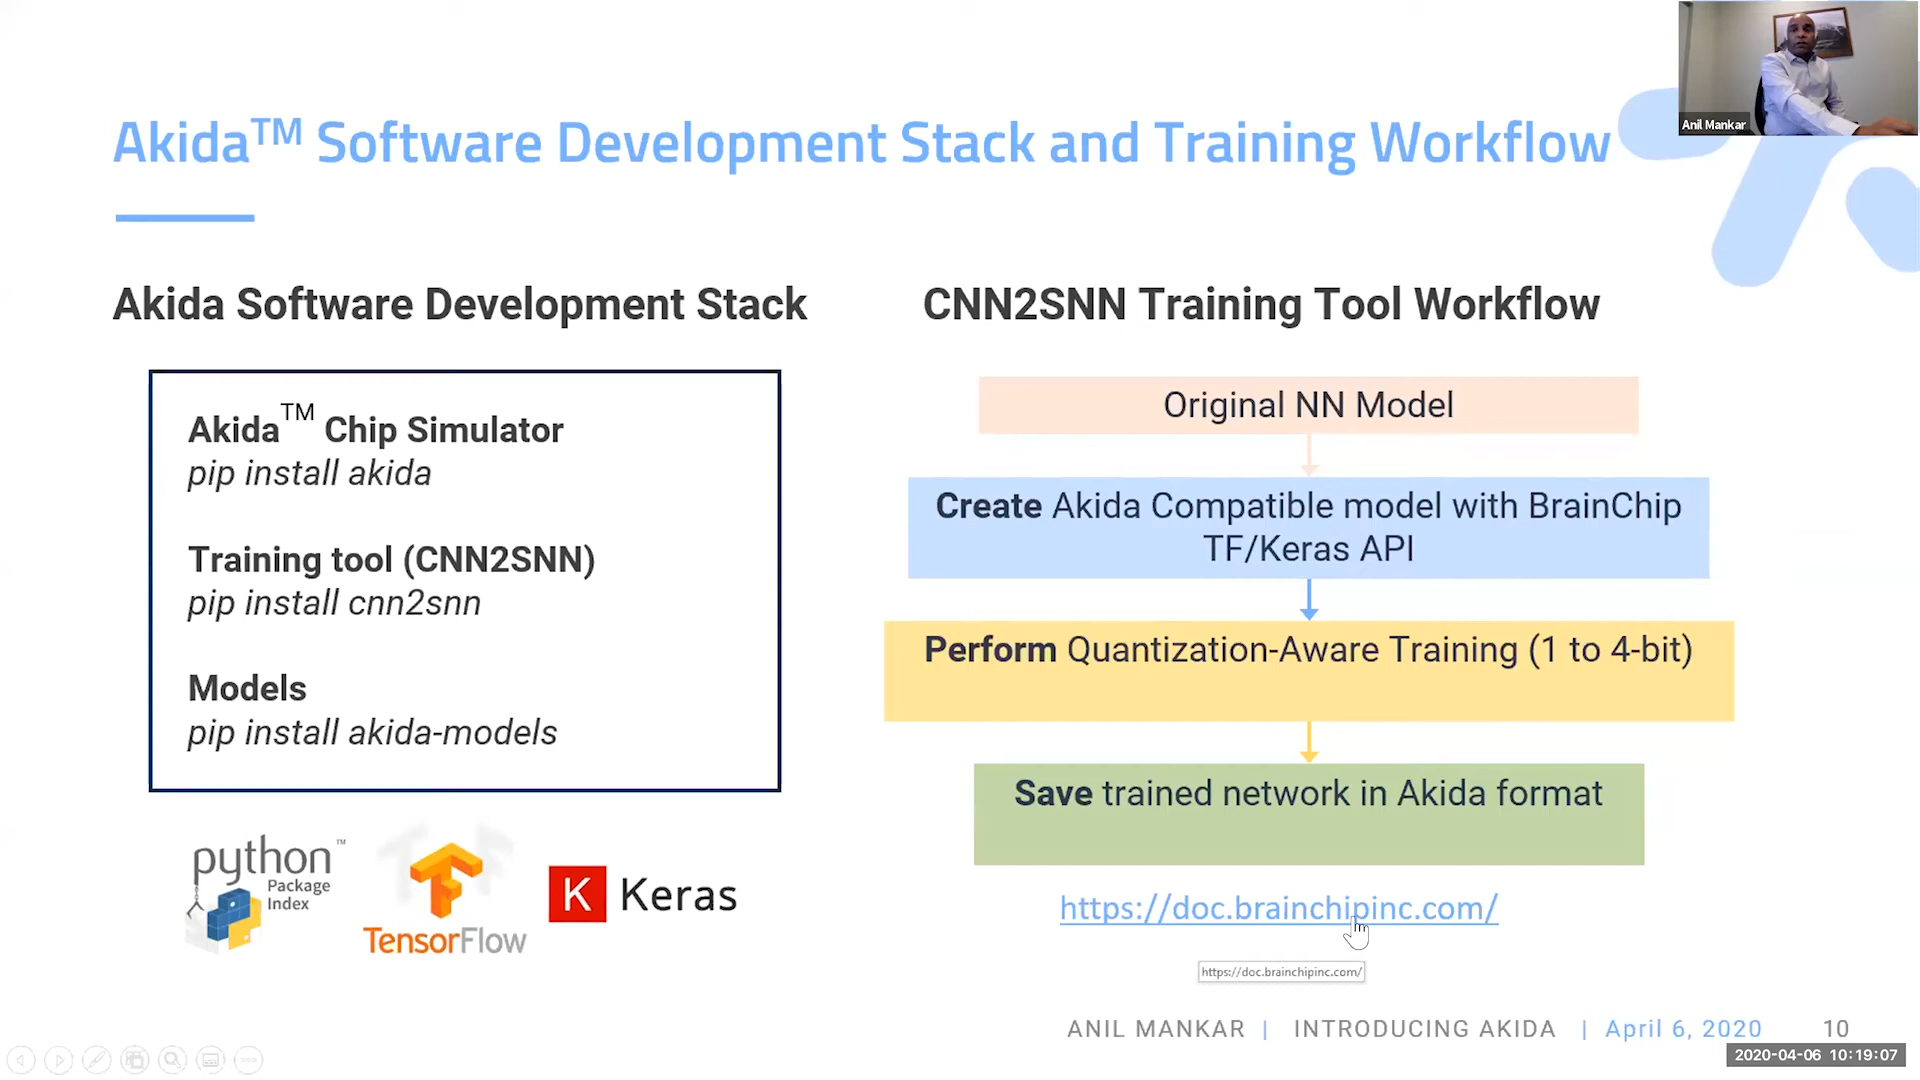 Anil Mankar
Akida™ Software Development Stack and Training Workflow
Akida Software Development Stack
Akida™ Chip Simulator
pip install akida
Training tool (CNN2SNN)
pip install cnn2snn
Models
pip install akida-models
python™
Package
Index
TensorFlow
K Keras
CNN2SNN Training Tool Workflow
Original NN Model
Create Akida Compatible model with BrainChip
TF/Keras API
Perform Quantization-Aware Training (1 to 4-bit)
Save trained network in Akida format
https://doc.brainchipinc.com/
https://doc.brainchipinc.com/
ANIL MANKAR | INTRODUCING AKIDA | April 6, 2020 10
2020-04-06 10:19:07